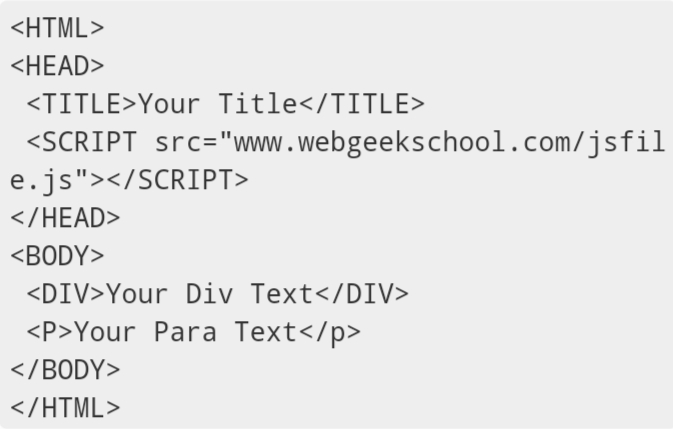 <HTML>
<HEAD>
 <TITLE>Your Title</TITLE>
 <SCRIPT src="www.webgeekschool.com/jsfil
e.js"></SCRIPT>
</HEAD>
<BODY>
 <DIV>Your Div Text</DIV>
 <P>Your Para Text</p>
</BODY>
</HTML>